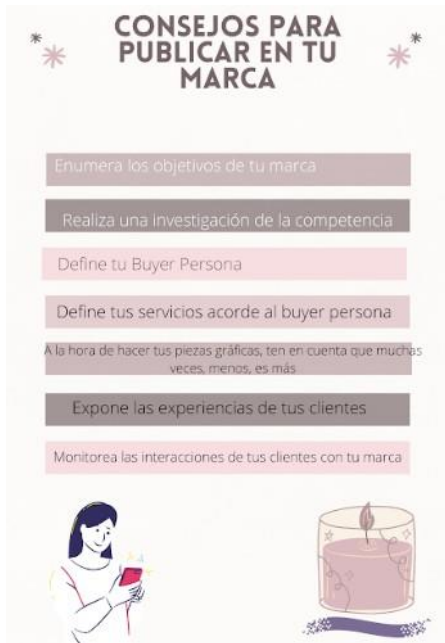 CONSEJOS PARA
PUBLICAR EN TU
MARCA
Enumera los objetivos de tu marca
Realiza una investigación de la competencia
Define tu Buyer Persona
Define tus servicios acorde al buyer persona
A la hora de hacer tus piezas gráficas, ten en cuenta que muchas
veces, menos, es más
Expone las experiencias de tus clientes
Monitorea las interacciones de tus clientes con tu marca